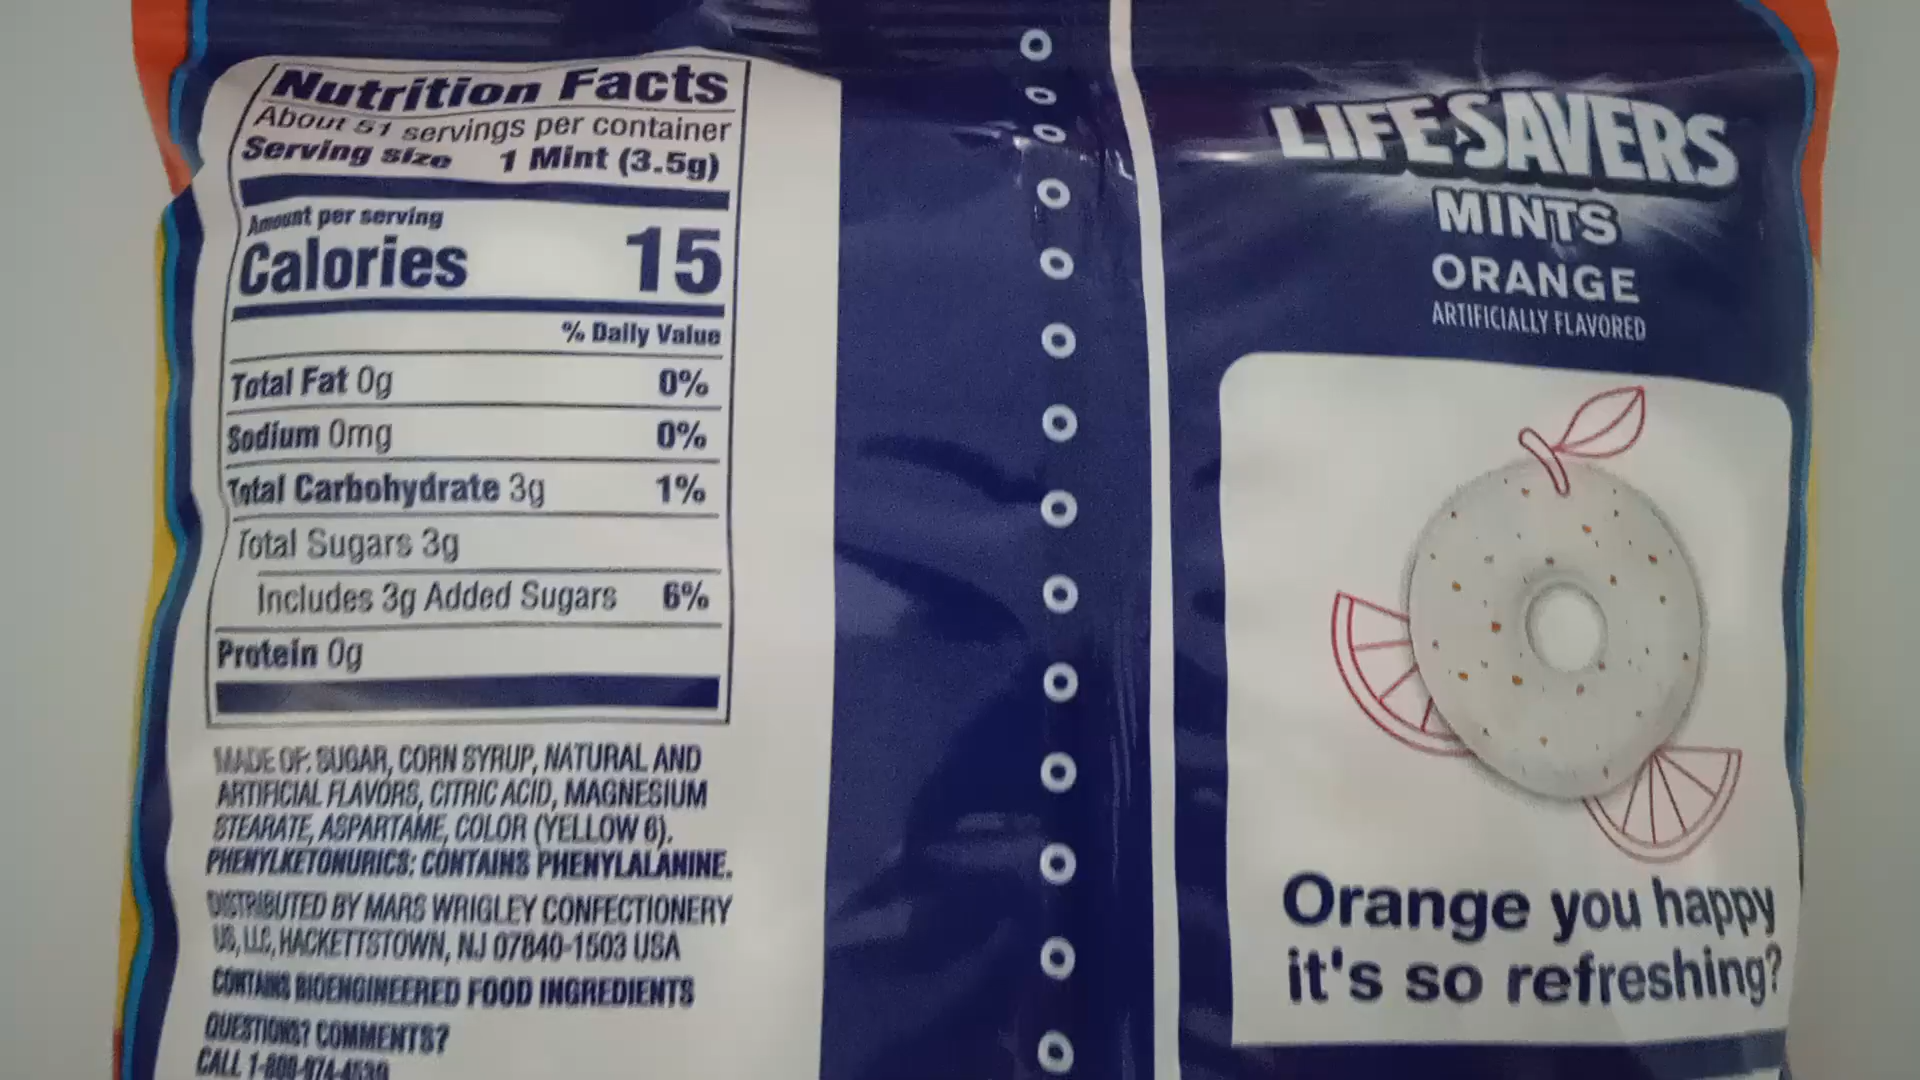 Nutrition Facts
About 51 servings per container
Serving size 1 Mint (3.5g)
Amount per serving
Calories 15
% Daily Value
Total Fat 0g 0%
Sodium 0mg 0%
Total Carbohydrate 3g 1%
Total Sugars 3g
Includes 3g Added Sugars 6%
Protein 0g
MADE OF: SUGAR, CORN SYRUP, NATURAL AND
ARTIFICIAL FLAVORS, CITRIC ACID, MAGNESIUM
STEARATE, ASPARTAME, COLOR (YELLOW 6).
PHENYLKETONURICS: CONTAINS PHENYLALANINE.
DISTRIBUTED BY MARS WRIGLEY CONFECTIONERY
US, LLC, HACKETTSTOWN, NJ 07840-1503 USA
CONTAINS BIOENGINEERED FOOD INGREDIENTS
QUESTIONS? COMMENTS?
CALL
LIFE SAVERS
MINTS
ORANGE
ARTIFICIALLY FLAVORED
Orange you happy
it's so refreshing?